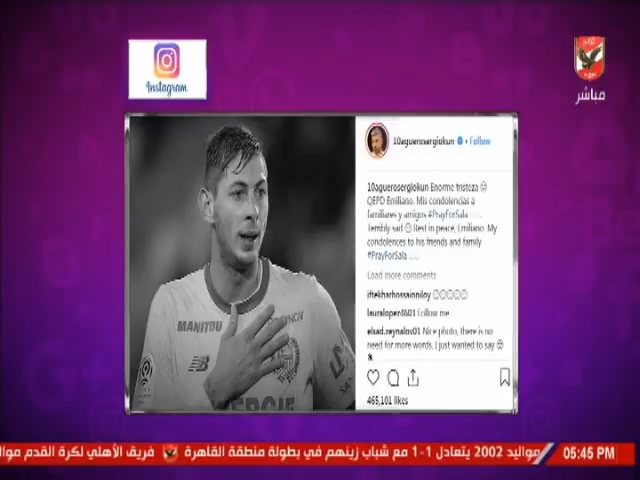 Instagram
مباشر
10aguerosergiokun • Follow
10aguerosergiokun Enorme tristeza
QEPD Emiliano. Mis condolencias a
familiares y amigos #PrayForSala
Terribly sad Rest in peace, Emiliano. My
condolences to his friends and family
#PrayForSala
Load more comments
iftekharhossainniloy
lauralopez4601 Follow me
elsad.zeynalov01 Nice photo, there is no
need for more words, I just wanted to say
465,101 likes
MANITOU
مواليد 2002 يتعادل 1-1 مع شباب زينهم في بطولة منطقة القاهرة
فريق الأهلي لكرة القدم موا
05:45 PM